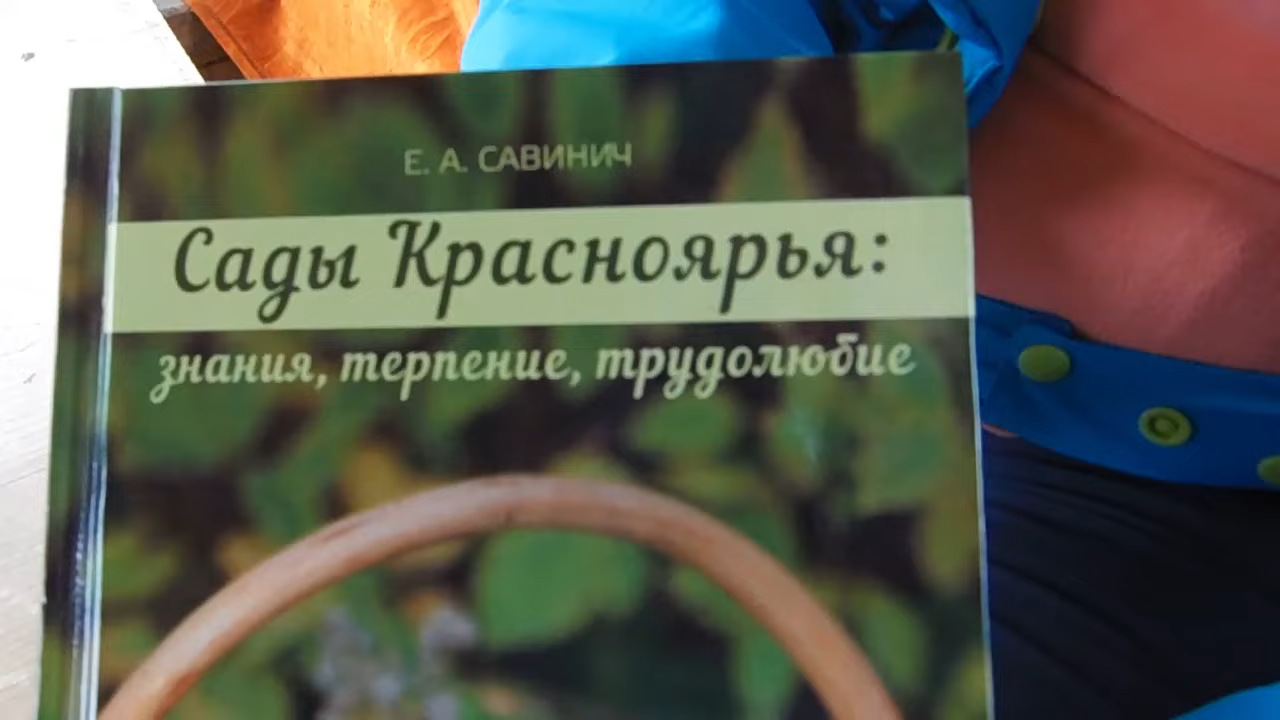 Е. А. САВИНИЧ
Сады Красноярья:
знания, терпение, трудолюбие